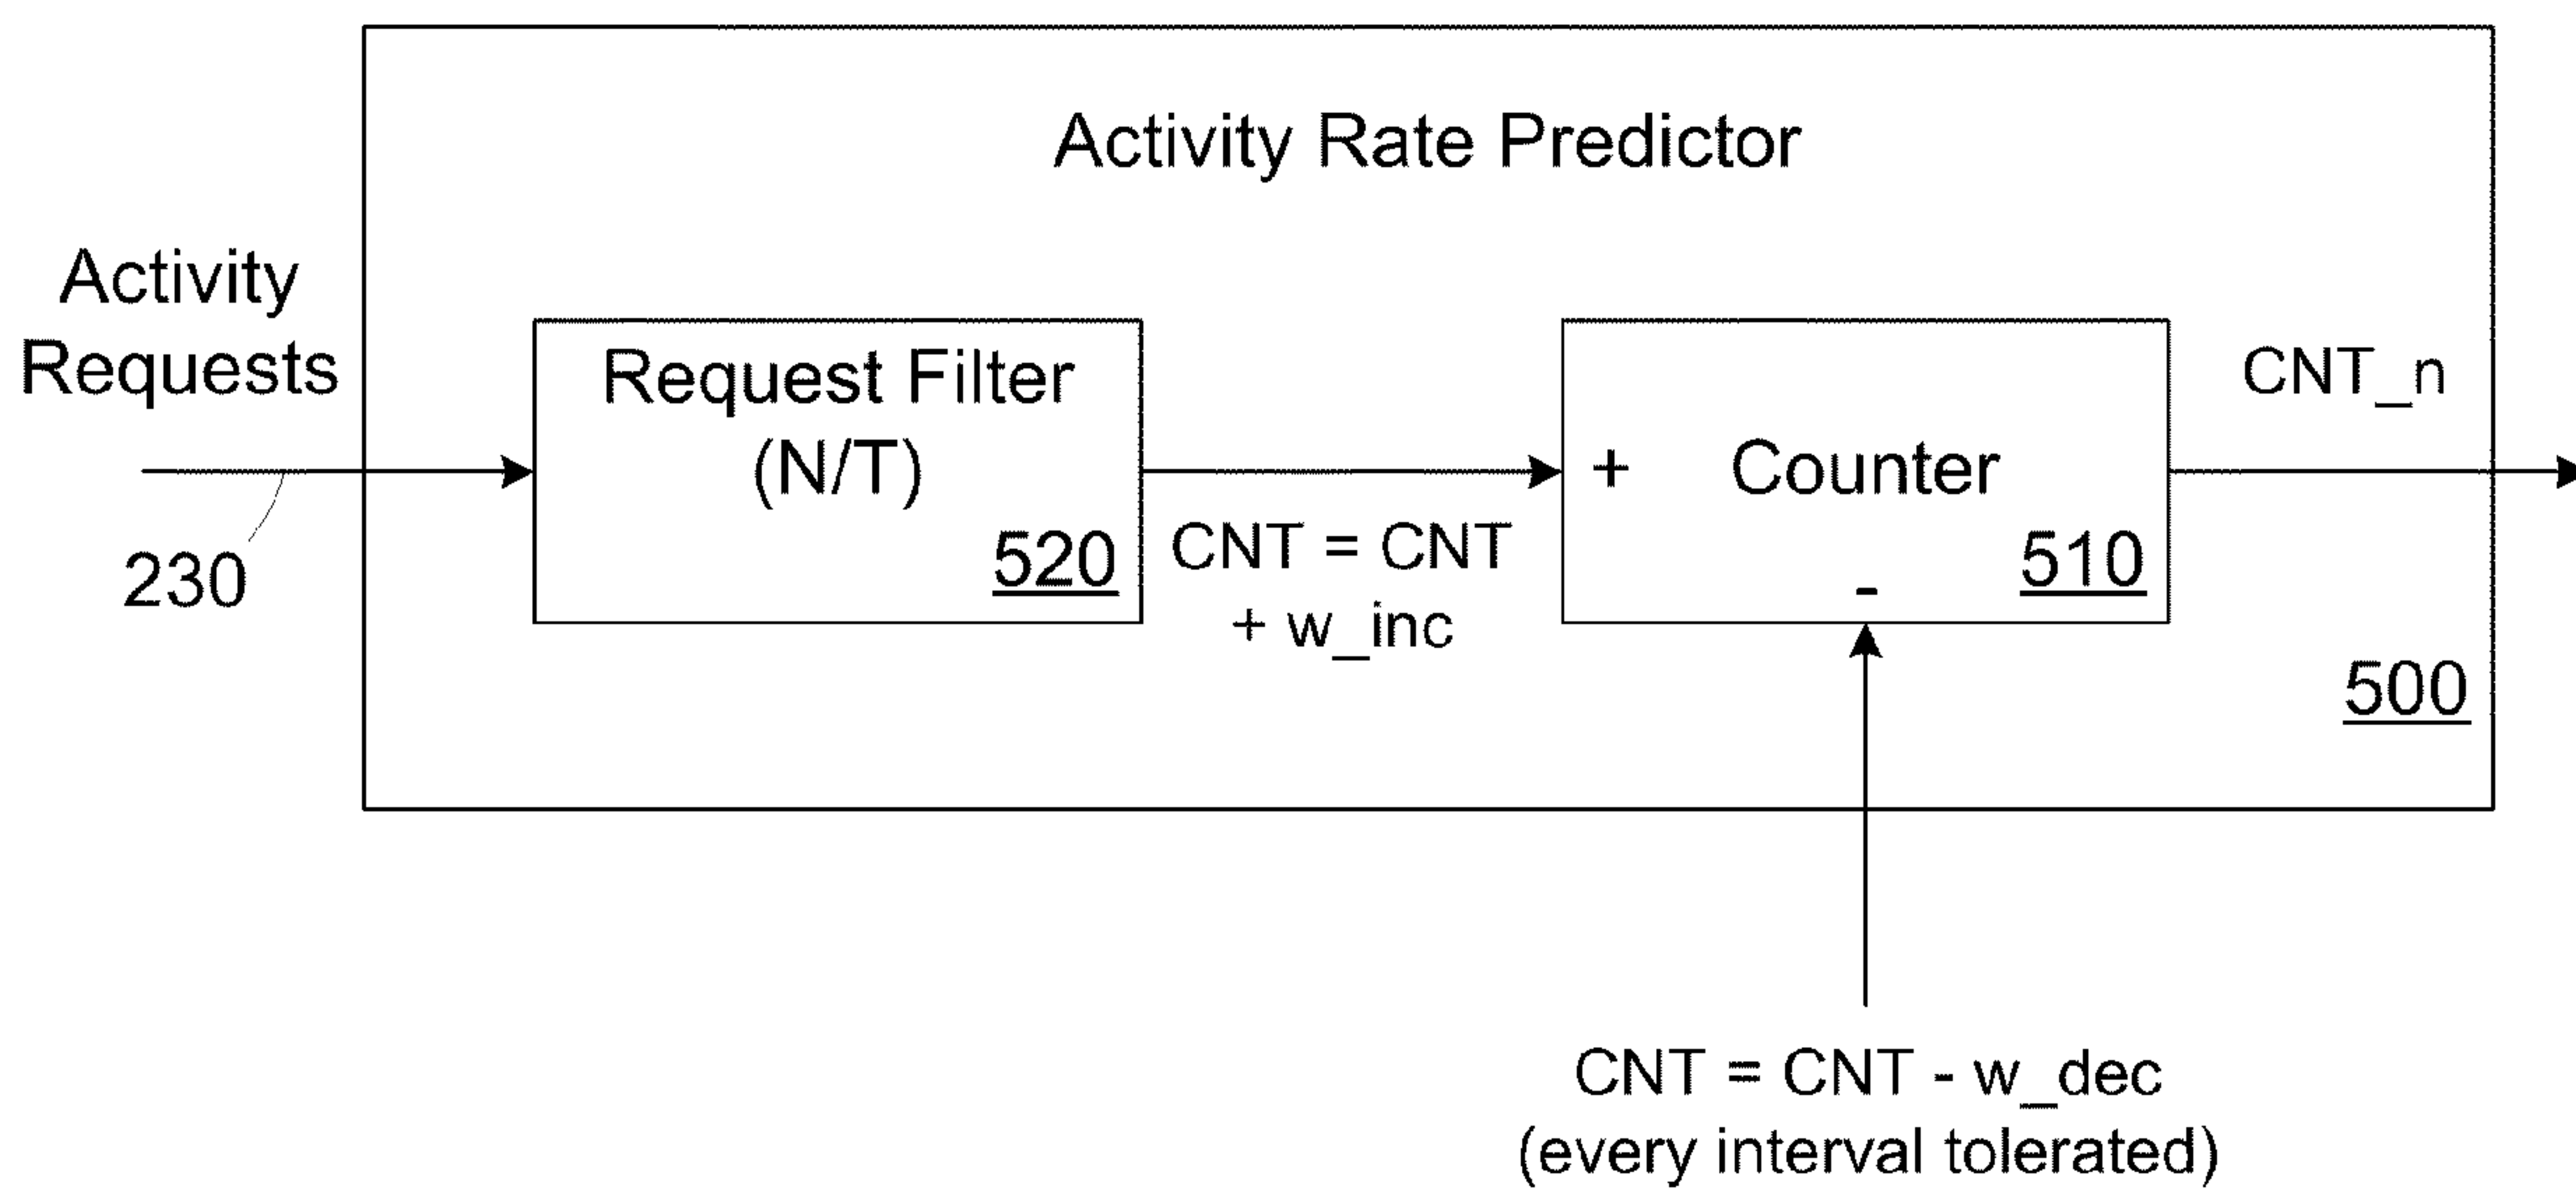 Activity Rate Predictor
Activity
Requests
230
Request Filter
(N/T)
520
CNT = CNT
+ w_inc
+ Counter
-
510
CNT_n
500
CNT = CNT - w_dec
(every interval tolerated)